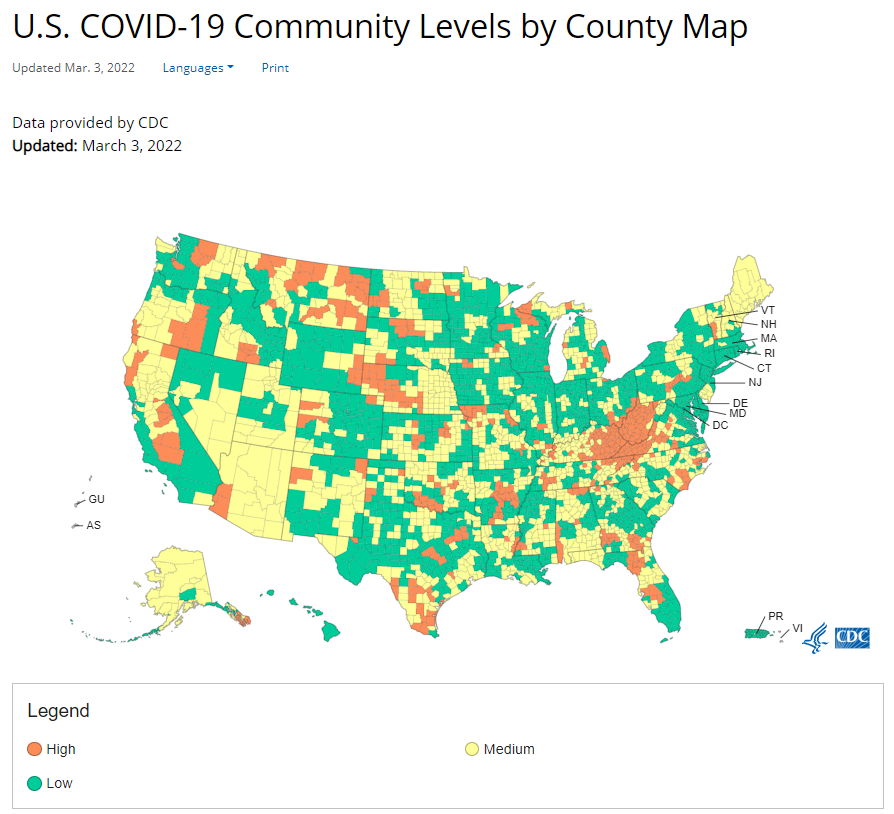 U.S. COVID-19 Community Levels by County Map
Updated Mar. 3, 2022 Languages Print
Data provided by CDC
Updated: March 3, 2022
VT
NH
MA
RI
CT
NJ
DE
MD
DC
GU
AS
PR
VI
CDC
Legend
High
Medium
Low